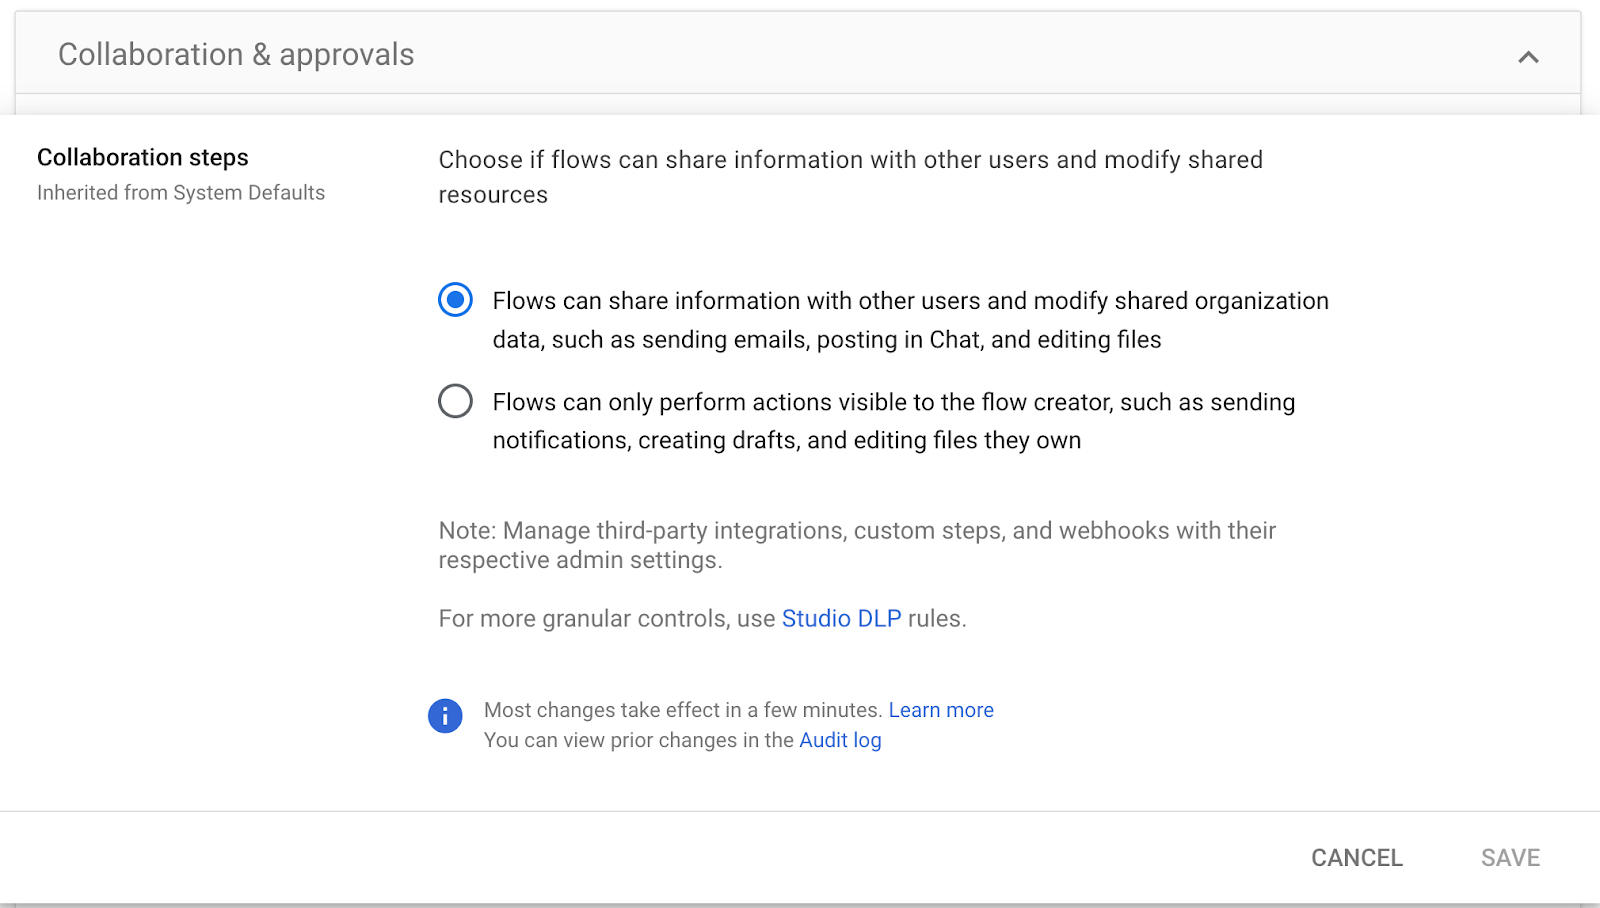 Collaboration & approvals
Collaboration steps
Inherited from System Defaults
Choose if flows can share information with other users and modify shared
resources
Flows can share information with other users and modify shared organization
data, such as sending emails, posting in Chat, and editing files
Flows can only perform actions visible to the flow creator, such as sending
notifications, creating drafts, and editing files they own
Note: Manage third-party integrations, custom steps, and webhooks with their
respective admin settings.
For more granular controls, use Studio DLP rules.
Most changes take effect in a few minutes. Learn more
You can view prior changes in the Audit log
CANCEL
SAVE